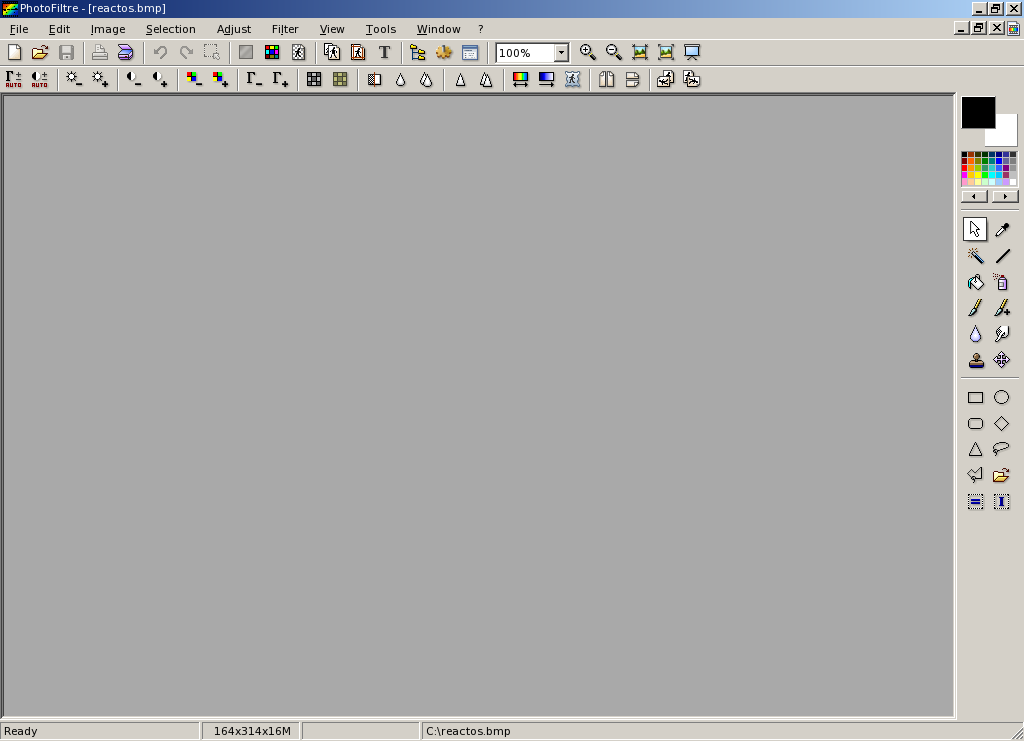 PhotoFiltre - [reactos.bmp]
File Edit Image Selection Adjust Filter View Tools Window ?
100%
AUTO AUTO
Ready 164x314x16M C:\reactos.bmp